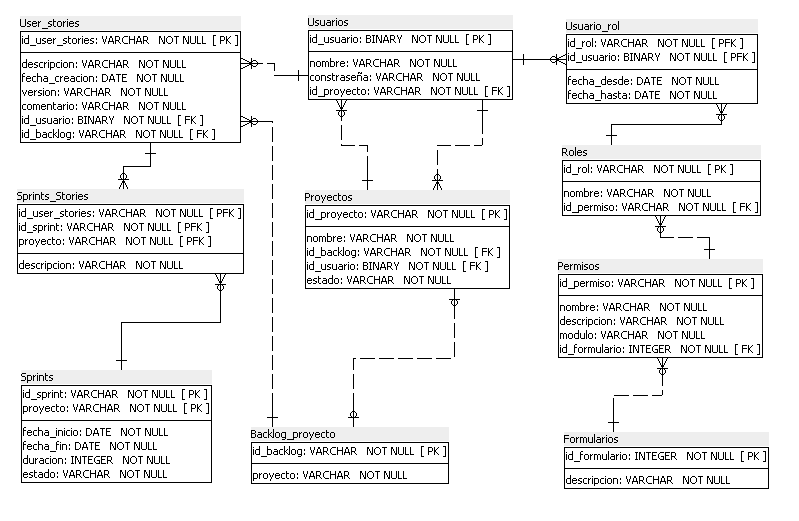 User_stories
id_user_stories: VARCHAR NOT NULL [ PK ]
descripcion: VARCHAR NOT NULL
fecha_creacion: DATE NOT NULL
version: VARCHAR NOT NULL
comentario: VARCHAR NOT NULL
id_usuario: BINARY NOT NULL [ FK ]
id_backlog: VARCHAR NOT NULL [ FK ]
Usuarios
id_usuario: BINARY NOT NULL [ PK ]
nombre: VARCHAR NOT NULL
constraseña: VARCHAR NOT NULL
id_proyecto: VARCHAR NOT NULL [ FK ]
Usuario_rol
id_rol: VARCHAR NOT NULL [ PFK ]
id_usuario: BINARY NOT NULL [ PFK ]
fecha_desde: DATE NOT NULL
fecha_hasta: DATE NOT NULL
Sprints_Stories
id_user_stories: VARCHAR NOT NULL [ PFK ]
id_sprint: VARCHAR NOT NULL [ PFK ]
proyecto: VARCHAR NOT NULL [ PFK ]
descripcion: VARCHAR NOT NULL
Proyectos
id_proyecto: VARCHAR NOT NULL [ PK ]
nombre: VARCHAR NOT NULL
id_backlog: VARCHAR NOT NULL [ FK ]
id_usuario: BINARY NOT NULL [ FK ]
estado: VARCHAR NOT NULL
Roles
id_rol: VARCHAR NOT NULL [ PK ]
nombre: VARCHAR NOT NULL
id_permiso: VARCHAR NOT NULL [ FK ]
Permisos
id_permiso: VARCHAR NOT NULL [ PK ]
nombre: VARCHAR NOT NULL
descripcion: VARCHAR NOT NULL
modulo: VARCHAR NOT NULL
id_formulario: INTEGER NOT NULL [ FK ]
Sprints
id_sprint: VARCHAR NOT NULL [ PK ]
proyecto: VARCHAR NOT NULL [ PK ]
fecha_inicio: DATE NOT NULL
fecha_fin: DATE NOT NULL
duracion: INTEGER NOT NULL
estado: VARCHAR NOT NULL
Backlog_proyecto
id_backlog: VARCHAR NOT NULL [ PK ]
proyecto: VARCHAR NOT NULL
Formularios
id_formulario: INTEGER NOT NULL [ PK ]
descripcion: VARCHAR NOT NULL